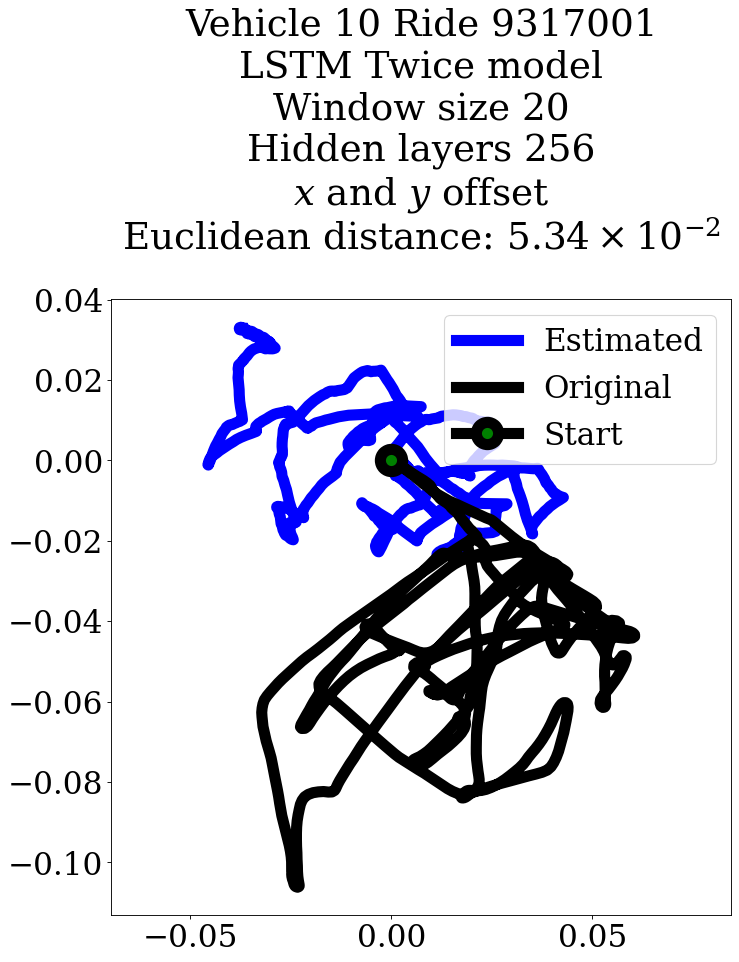 Vehicle 10 Ride 9317001
LSTM Twice model
Window size 20
Hidden layers 256
x and y offset
Euclidean distance: 5.34 × 10⁻²
0.04
0.02
0.00
−0.02
−0.04
−0.06
−0.08
−0.10
Estimated
Original
Start
−0.05 0.00 0.05